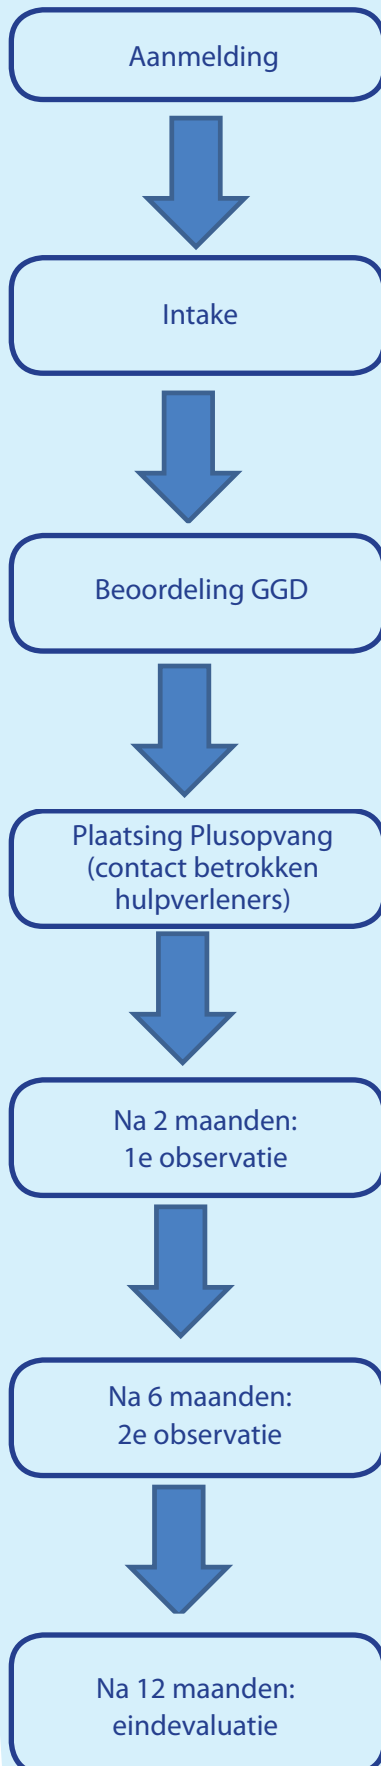 Aanmelding
Intake
Beoordeling GGD
Plaatsing Plusopvang
(contact betrokken
hulpverleners)
Na 2 maanden:
1e observatie
Na 6 maanden:
2e observatie
Na 12 maanden:
eindevaluatie